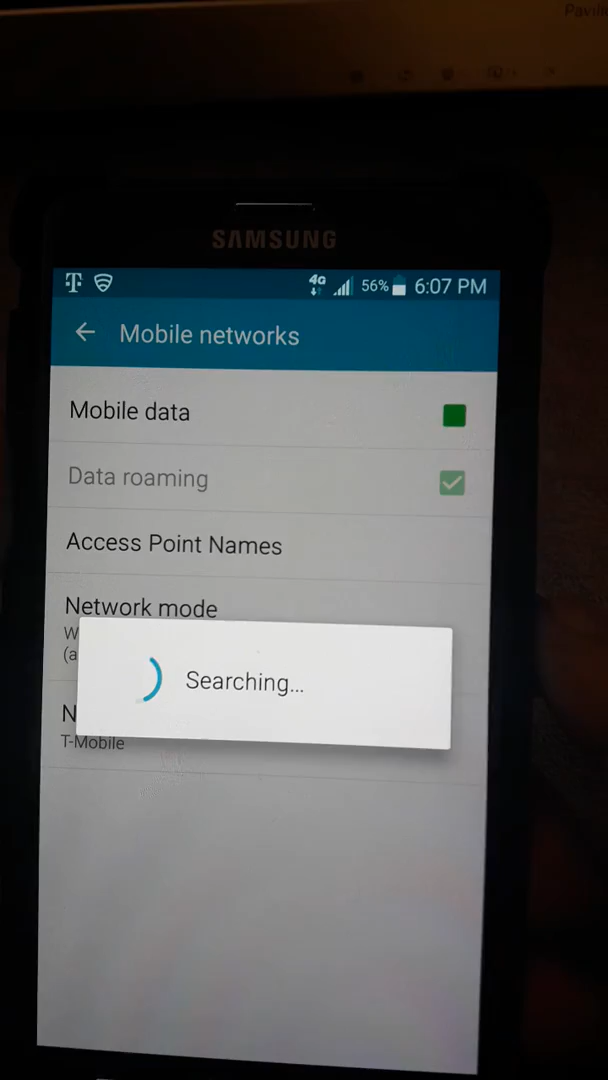 Pavilio
SAMSUNG
4G 56% 6:07 PM
Mobile networks
Mobile data
Data roaming
Access Point Names
Network mode
W
(a
Searching...
N
T-Mobile